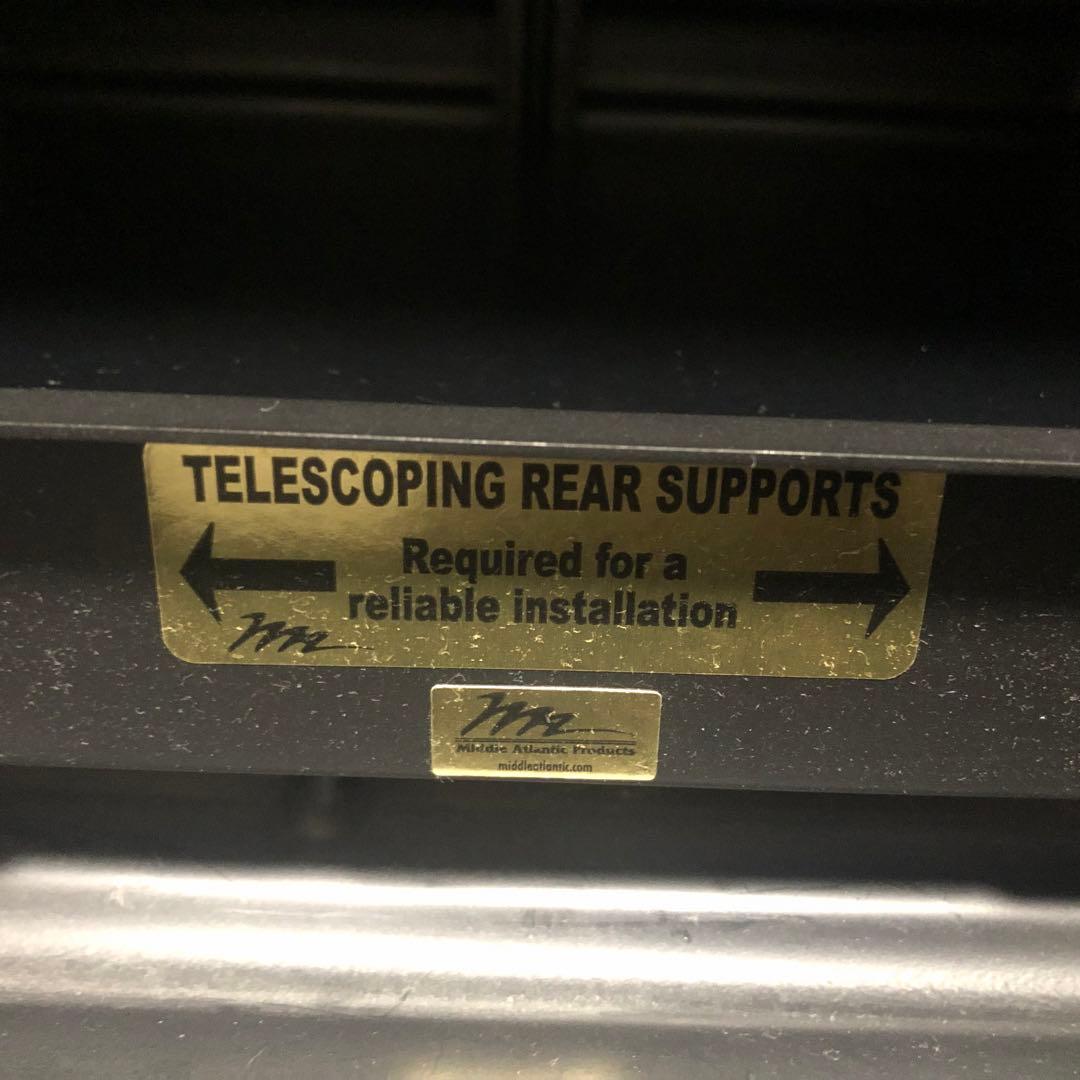 TELESCOPING REAR SUPPORTS
Required for a
reliable installation
Middle Atlantic Products
middleatlantic.com